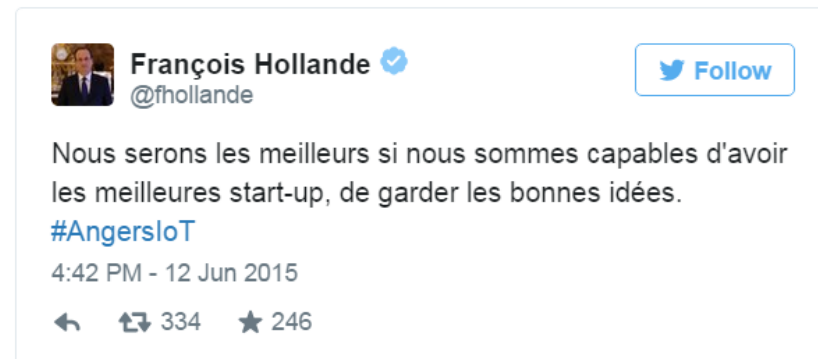 François Hollande
@fhollande
Follow
Nous serons les meilleurs si nous sommes capables d'avoir
les meilleures start-up, de garder les bonnes idées.
#AngersIoT
4:42 PM - 12 Jun 2015
334 246